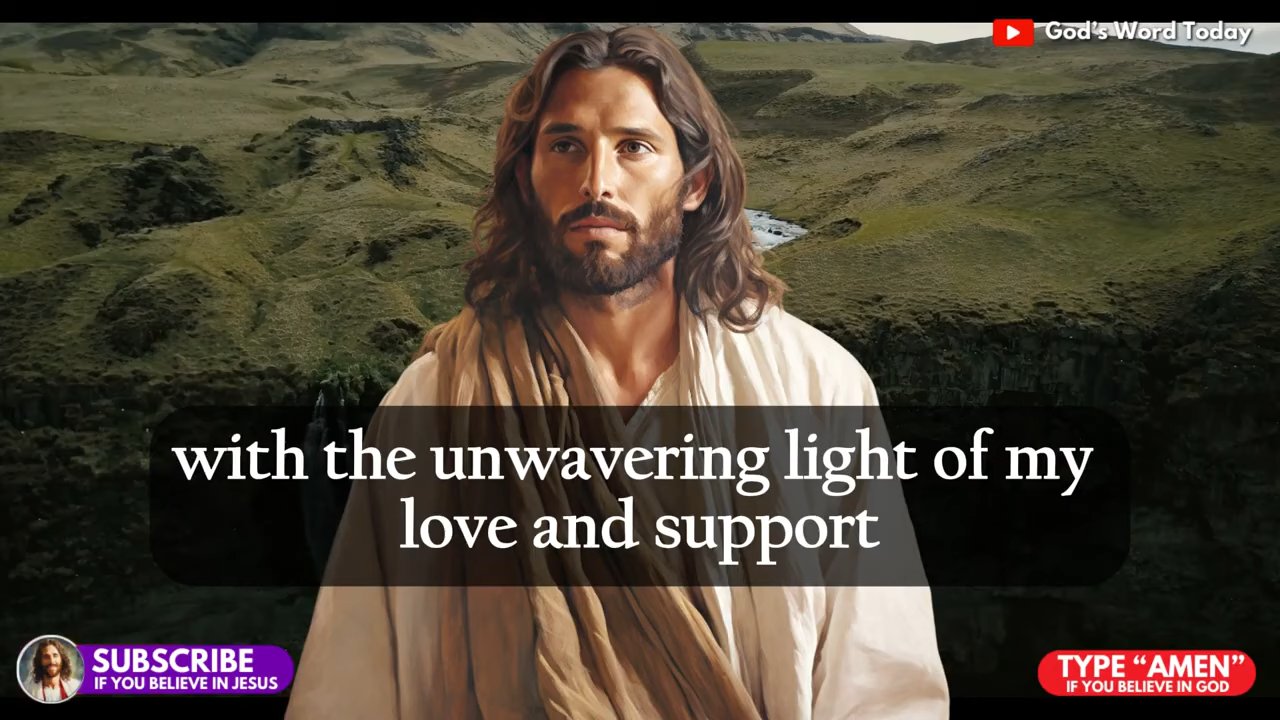 God's Word Today
with the unwavering light of my
love and support
SUBSCRIBE
IF YOU BELIEVE IN JESUS
TYPE “AMEN”
IF YOU BELIEVE IN GOD